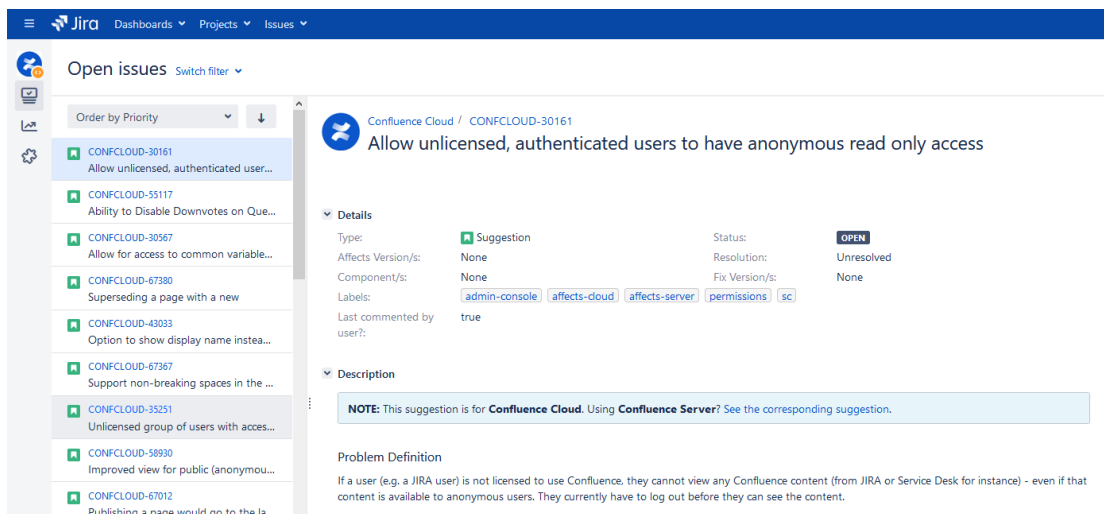 Jira Dashboards Projects Issues
Open issues Switch filter
Order by Priority
CONFCLOUD-30161
Allow unlicensed, authenticated user...
CONFCLOUD-55117
Ability to Disable Downvotes on Que...
CONFCLOUD-30567
Allow for access to common variable...
CONFCLOUD-67380
Superseding a page with a new
CONFCLOUD-43033
Option to show display name instea...
CONFCLOUD-67367
Support non-breaking spaces in the ...
CONFCLOUD-35251
Unlicensed group of users with acces...
CONFCLOUD-58930
Improved view for public (anonymou...
CONFCLOUD-67012
Publishing a page would go to the la...
Confluence Cloud / CONFCLOUD-30161
Allow unlicensed, authenticated users to have anonymous read only access
Details
Type: Suggestion Status: OPEN
Affects Version/s: None Resolution: Unresolved
Component/s: None Fix Version/s: None
Labels: admin-console affects-cloud affects-server permissions sc
Last commented by true
user?:
Description
NOTE: This suggestion is for Confluence Cloud. Using Confluence Server? See the corresponding suggestion.
Problem Definition
If a user (e.g. a JIRA user) is not licensed to use Confluence, they cannot view any Confluence content (from JIRA or Service Desk for instance) - even if that
content is available to anonymous users. They currently have to log out before they can see the content.